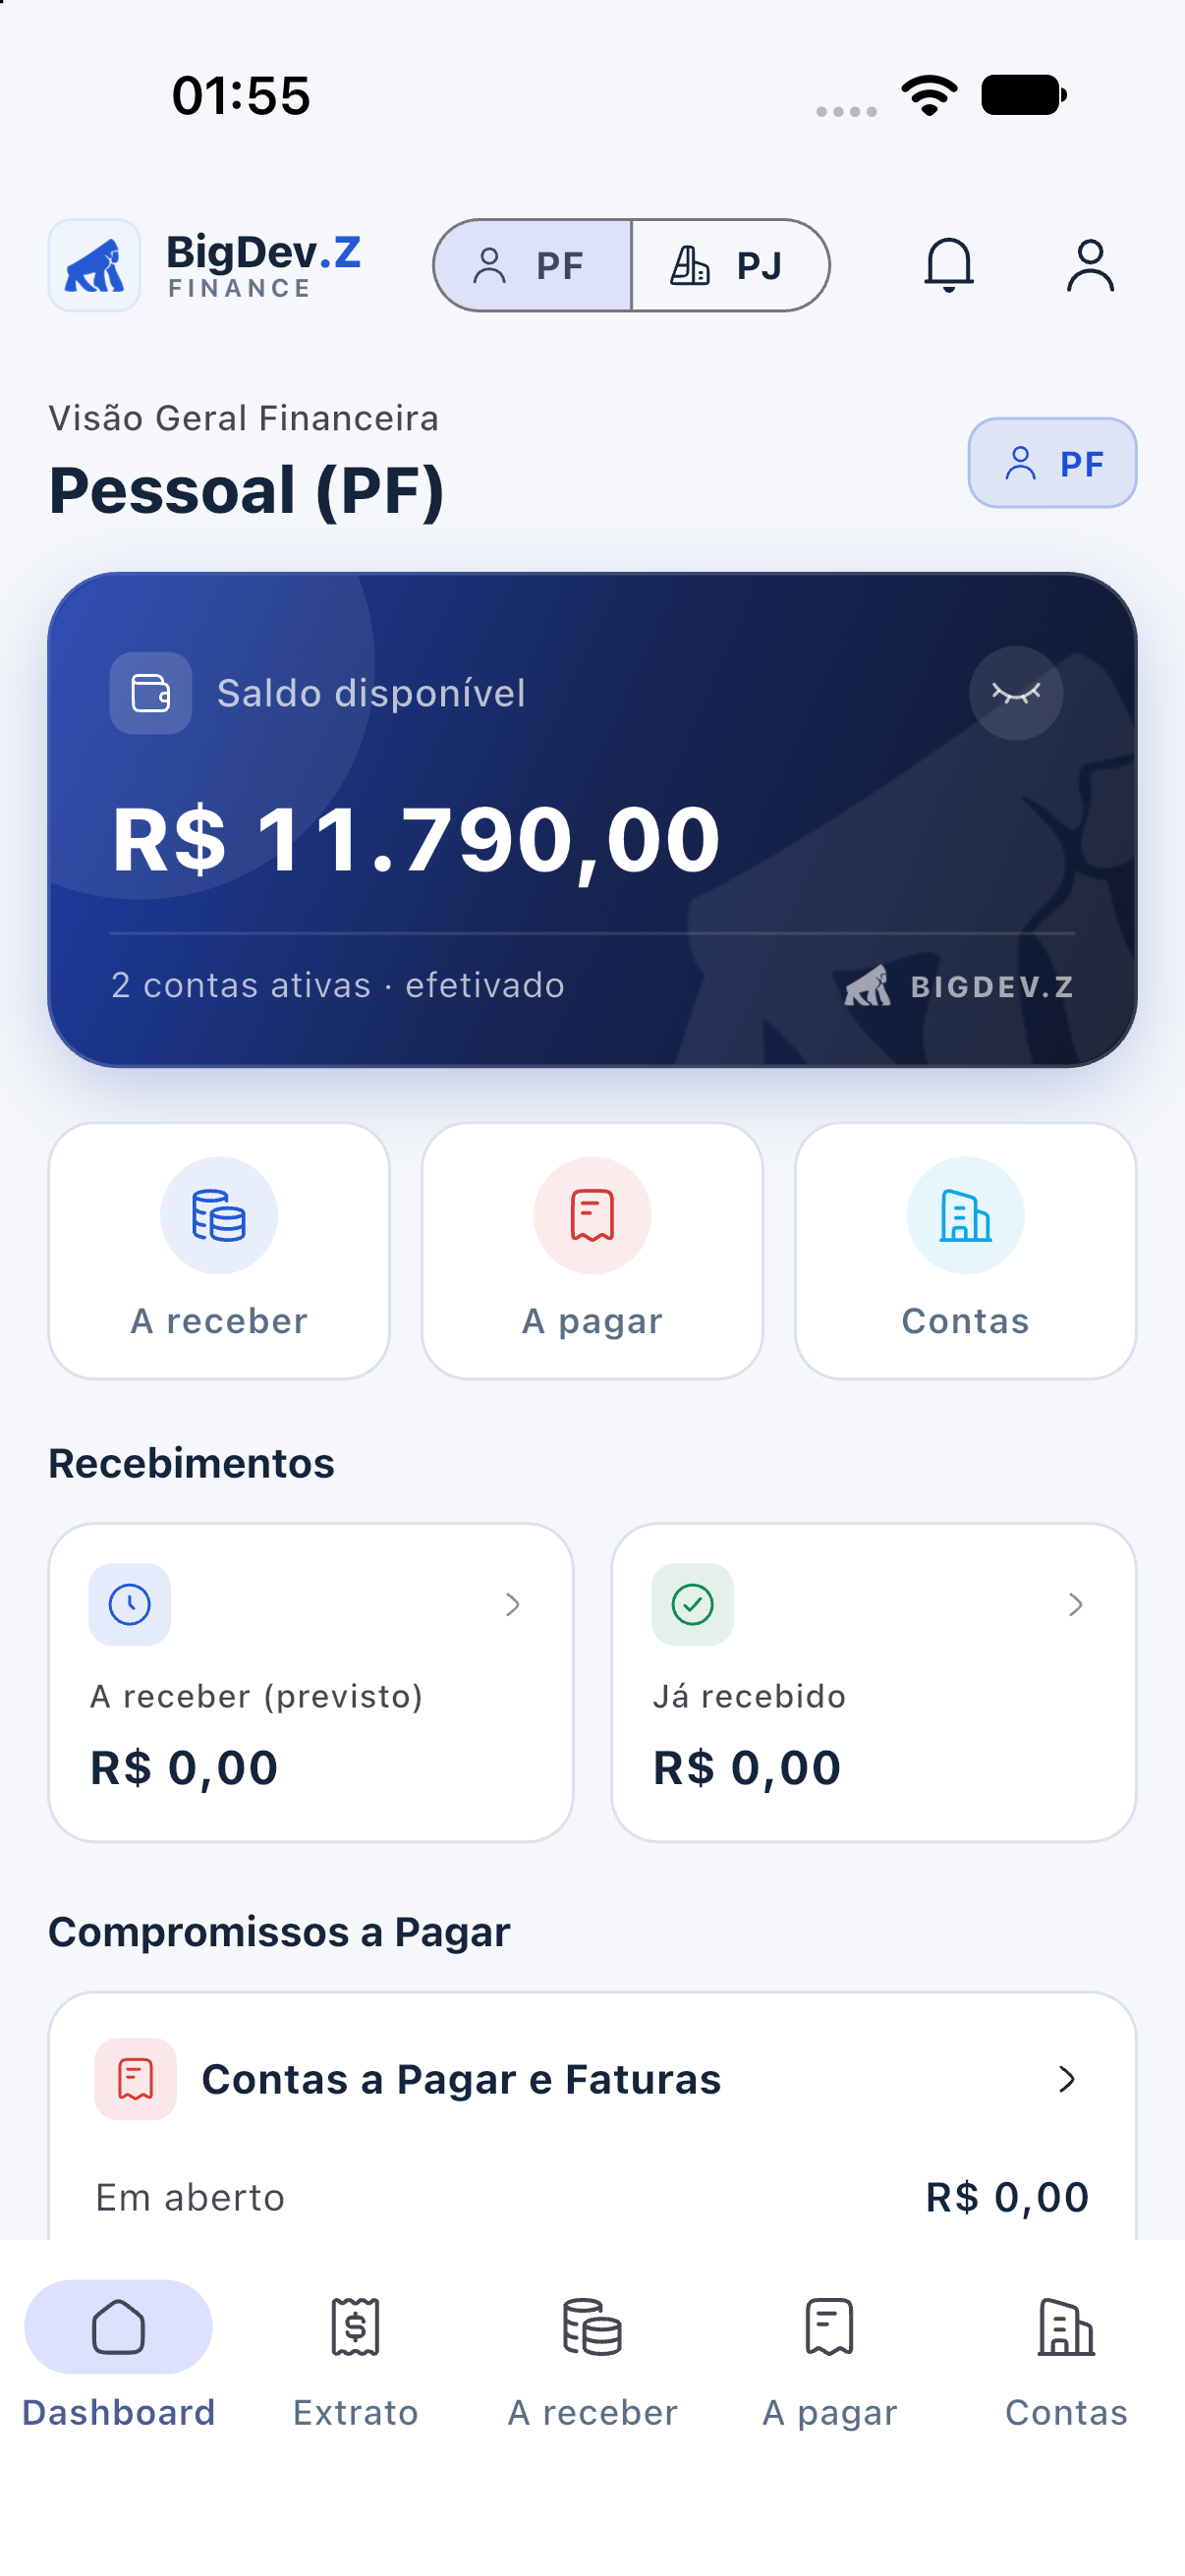 01:55
BigDev.Z
FINANCE
PF
PJ
Visão Geral Financeira
Pessoal (PF)
PF
Saldo disponível
R$ 11.790,00
2 contas ativas · efetivado
BIGDEV.Z
A receber
A pagar
Contas
Recebimentos
A receber (previsto)
R$ 0,00
Já recebido
R$ 0,00
Compromissos a Pagar
Contas a Pagar e Faturas
Em aberto
R$ 0,00
Dashboard
Extrato
A receber
A pagar
Contas